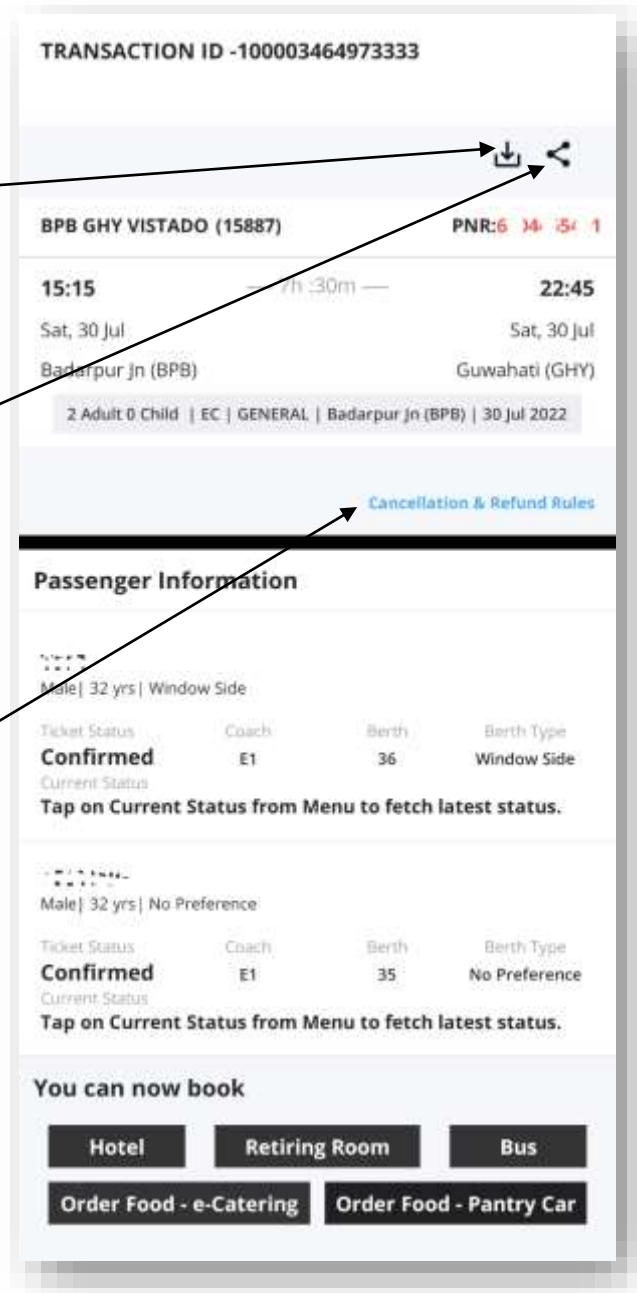 TRANSACTION ID -100003464973333
BPB GHY VISTADO (15887) PNR:
15:15 — 7h :30m — 22:45
Sat, 30 Jul Sat, 30 Jul
Badarpur Jn (BPB) Guwahati (GHY)
2 Adult 0 Child | EC | GENERAL | Badarpur Jn (BPB) | 30 Jul 2022
Cancellation & Refund Rules
Passenger Information
Male| 32 yrs| Window Side
Ticket Status Coach Berth Berth Type
Confirmed E1 36 Window Side
Current Status
Tap on Current Status from Menu to fetch latest status.
Male| 32 yrs| No Preference
Ticket Status Coach Berth Berth Type
Confirmed E1 35 No Preference
Current Status
Tap on Current Status from Menu to fetch latest status.
You can now book
Hotel Retiring Room Bus
Order Food - e-Catering Order Food - Pantry Car